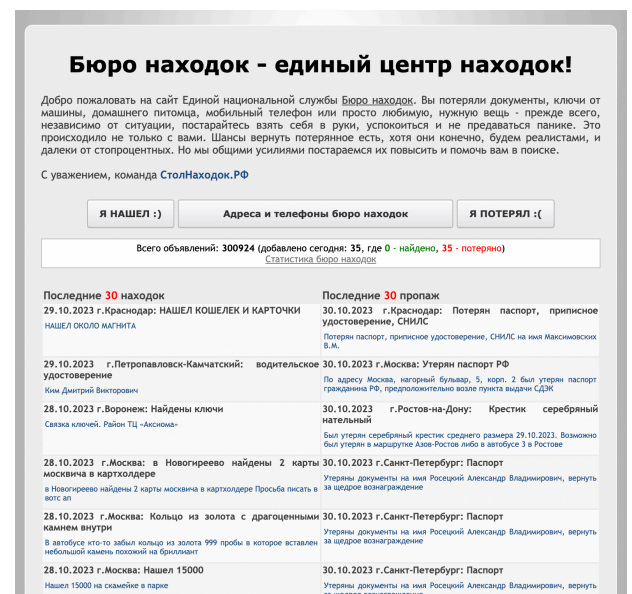 Бюро находок - единый центр находок!
Добро пожаловать на сайт Единой национальной службы Бюро находок. Вы потеряли документы, ключи от
машины, домашнего питомца, мобильный телефон или просто любимую, нужную вещь - прежде всего,
независимо от ситуации, постарайтесь взять себя в руки, успокоиться и не предаваться панике. Это
происходило не только с вами. Шансы вернуть потерянное есть, хотя они конечно, будем реалистами, и
далеки от стопроцентных. Но мы общими усилиями постараемся их повысить и помочь вам в поиске.
С уважением, команда СтолНаходок.РФ
Я НАШЕЛ :)
Адреса и телефоны бюро находок
Я ПОТЕРЯЛ :(
Всего объявлений: 300924 (добавлено сегодня: 35, где 0 - найдено, 35 - потеряно)
Статистика бюро находок
Последние 30 находок
29.10.2023 г.Краснодар: НАШЕЛ КОШЕЛЕК И КАРТОЧКИ
НАШЕЛ ОКОЛО МАГНИТА
29.10.2023 г.Петропавловск-Камчатский: водительское
удостоверение
Ким Дмитрий Викторович
28.10.2023 г.Воронеж: Найдены ключи
Связка ключей. Район ТЦ «Аксиома»
28.10.2023 г.Москва: в Новогиреево найдены 2 карты
москвича в картхолдере
в Новогиреево найдены 2 карты москвича в картхолдере Просьба писать в
вотс ап
28.10.2023 г.Москва: Кольцо из золота с драгоценными
камнем внутри
В автобусе кто-то забыл кольцо из золота 999 пробы в которое вставлен
небольшой камень похожий на бриллиант
28.10.2023 г.Москва: Нашел 15000
Нашел 15000 на скамейке в парке
Последние 30 пропаж
30.10.2023 г.Краснодар: Потерян паспорт, приписное
удостоверение, СНИЛС
Потерян паспорт, приписное удостоверение, СНИЛС на имя Максимовских
В.М.
30.10.2023 г.Москва: Утерян паспорт РФ
По адресу Москва, нагорный бульвар, 5, корп. 2 был утерян паспорт
гражданина РФ, предположительно возле пункта выдачи СДЭК
30.10.2023 г.Ростов-на-Дону: Крестик серебряный
нательный
Был утерян серебряный крестик среднего размера 29.10.2023. Возможно
был утерян в маршрутке Азов-Ростов либо в автобусе 3 в Ростове
30.10.2023 г.Санкт-Петербург: Паспорт
Утеряны документы на имя Росецкий Александр Владимирович, вернуть
за щедрое вознаграждение
30.10.2023 г.Санкт-Петербург: Паспорт
Утеряны документы на имя Росецкий Александр Владимирович, вернуть
за щедрое вознаграждение
30.10.2023 г.Санкт-Петербург: Паспорт
Утеряны документы на имя Росецкий Александр Владимирович, вернуть